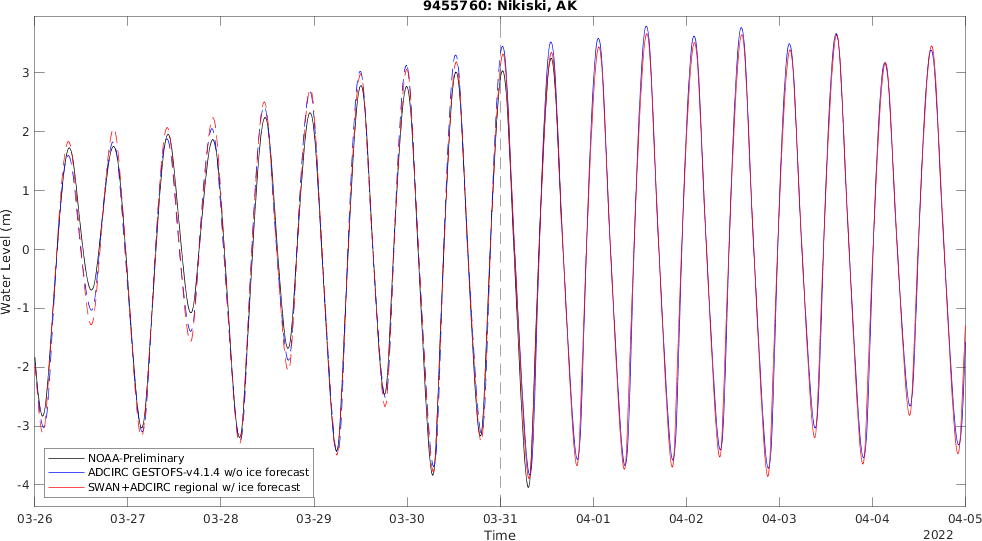 9455760: Nikiski, AK
Water Level (m)
3
2
1
0
-1
-2
-3
-4
NOAA-Preliminary
ADCIRC GESTOFS-v4.1.4 w/o ice forecast
SWAN+ADCIRC regional w/ ice forecast
03-26 03-27 03-28 03-29 03-30 03-31 04-01 04-02 04-03 04-04 04-05
Time
2022